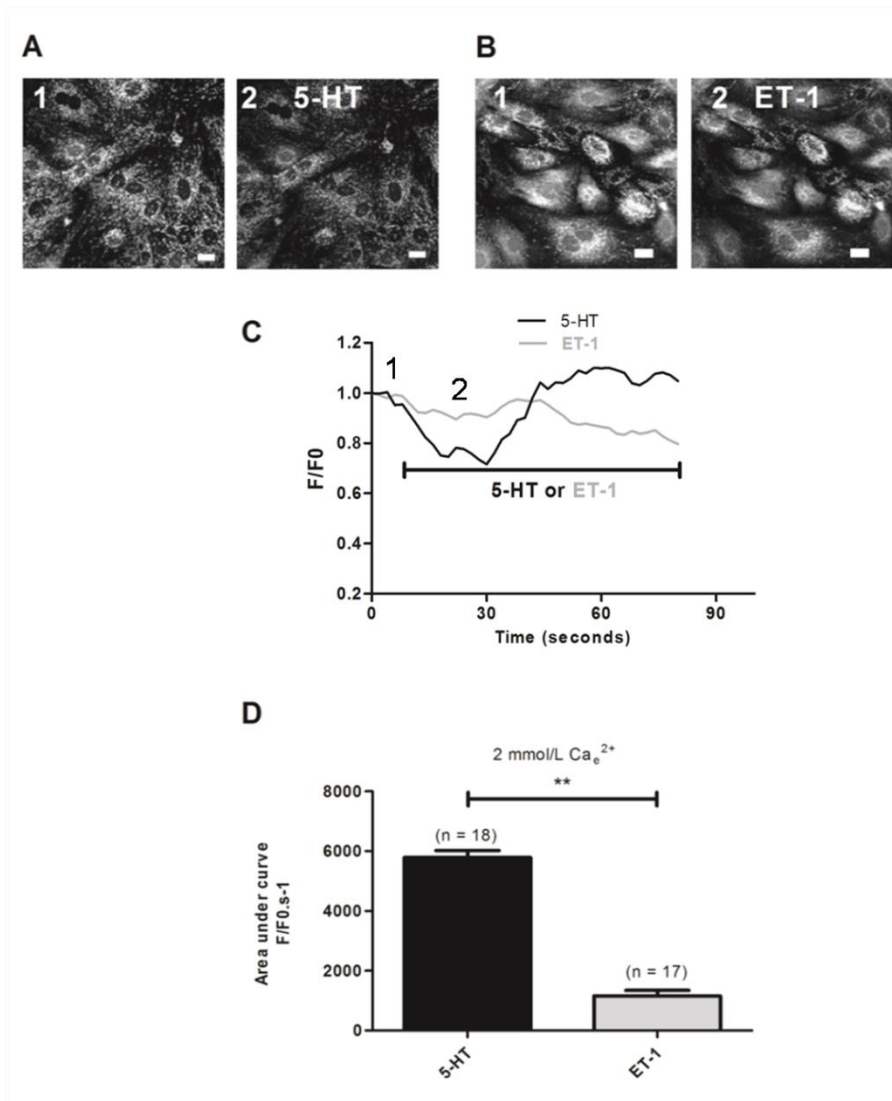 A
B
1
2 5-HT
1
2 ET-1
C
5-HT
ET-1
1.2
1.0
0.8
0.6
0.4
0.2
F/F0
1
2
5-HT or ET-1
0
30
60
90
Time (seconds)
D
2 mmol/L Caₑ²⁺
**
8000
6000
4000
2000
0
Area under curve
F/F0.s-1
(n = 18)
(n = 17)
5-HT
ET-1